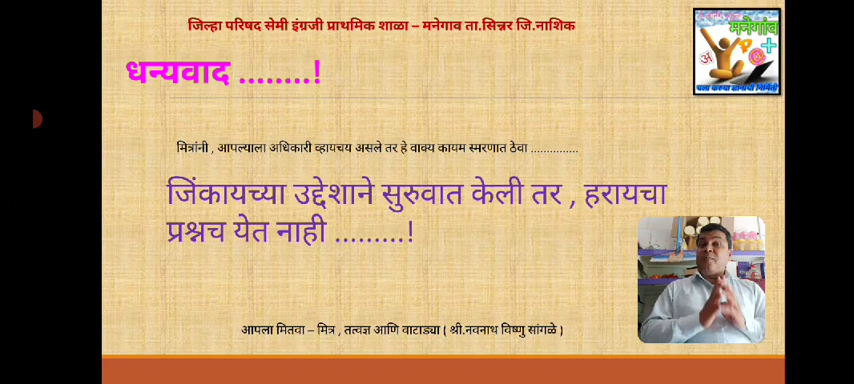 जिल्हा परिषद सेमी इंग्रजी प्राथमिक शाळा – मनेगाव ता.सिन्नर जि.नाशिक
मनेगांव
अ
धन्यवाद ........!
मित्रांनी , आपल्याला अधिकारी व्हायचय असले तर हे वाक्य कायम स्मरणात ठेवा ...............
जिंकायच्या उद्देशाने सुरुवात केली तर , हरायचा
प्रश्नच येत नाही .........!
आपला मितवा – मित्र , तत्वज्ञ आणि वाटाड्या ( श्री.नवनाथ विष्णु सांगळे )